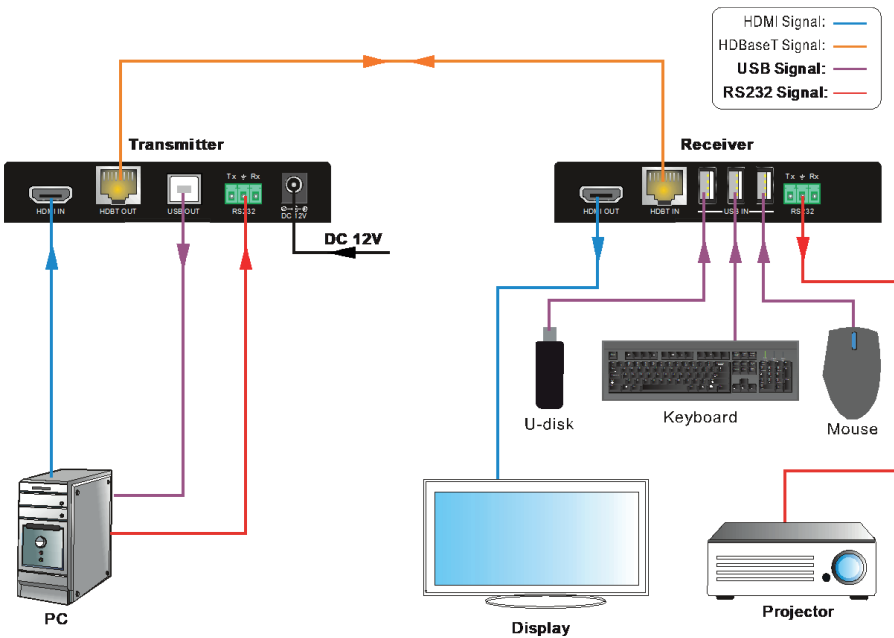 HDMI Signal:
HDBaseT Signal:
USB Signal:
RS232 Signal:
Transmitter
Receiver
Tx Rx
HDMI IN
HDBT OUT
USB OUT
RS232
DC 12V
DC 12V
Tx Rx
HDMI OUT
HDBT IN
USB IN
RS232
U-disk
Keyboard
Mouse
PC
Display
Projector